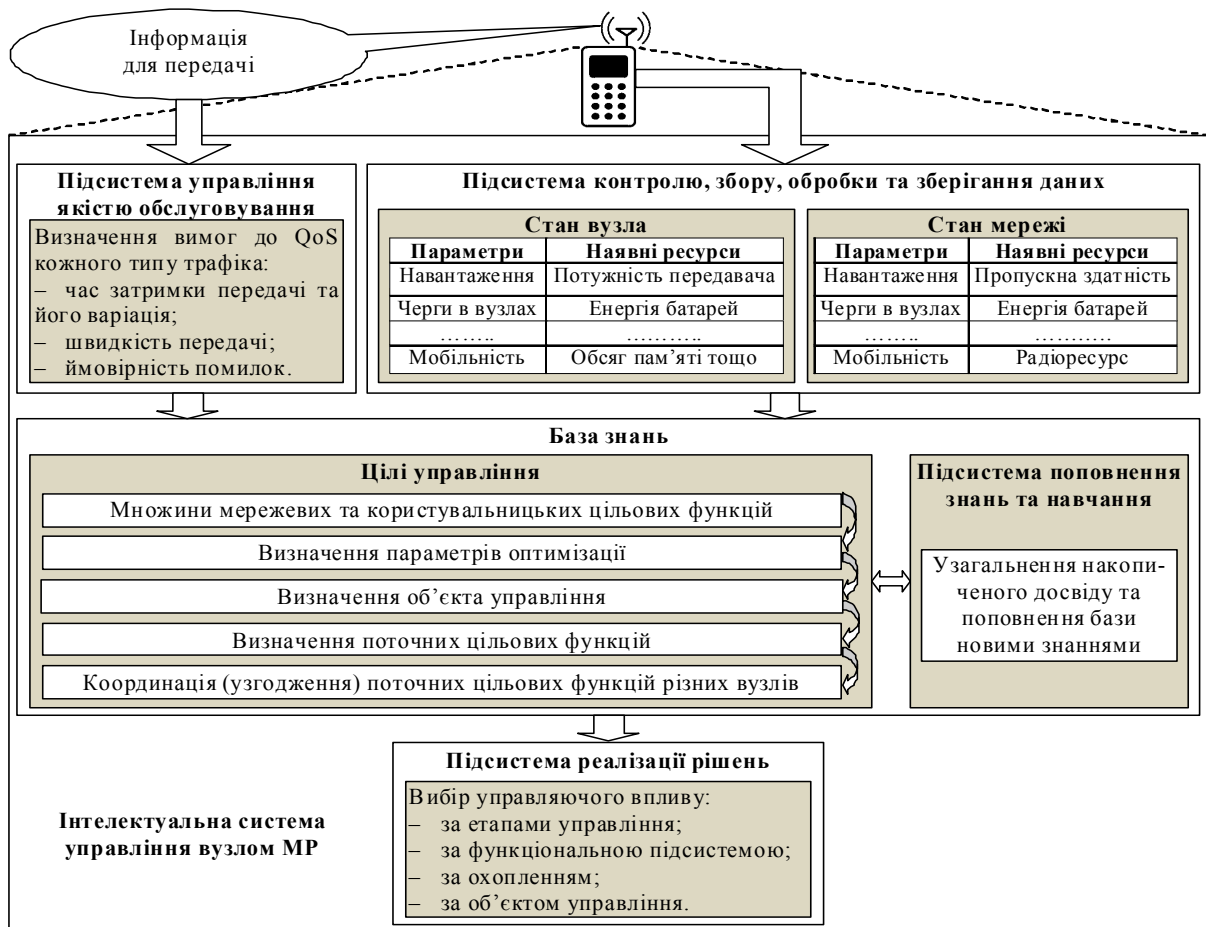 Інформація
для передачі
Підсистема управління
якістю обслуговування
Визначення вимог до QoS
кожного типу трафіка:
– час затримки передачі та
його варіація;
– швидкість передачі;
– ймовірність помилок.
Підсистема контролю, збору, обробки та зберігання даних
Стан вузла
Параметри Наявні ресурси
Навантаження Потужність передавача
Черги в вузлах Енергія батарей
…….. ………..
Мобільність Обсяг пам’яті тощо
Стан мережі
Параметри Наявні ресурси
Навантаження Пропускна здатність
Черги в вузлах Енергія батарей
…….. ………..
Мобільність Радіоресурс
База знань
Цілі управління
Множини мережевих та користувальницьких цільових функцій
Визначення параметрів оптимізації
Визначення об’єкта управління
Визначення поточних цільових функцій
Координація (узгодження) поточних цільових функцій різних вузлів
Підсистема поповнення
знань та навчання
Узагальнення накопи-
ченого досвіду та
поповнення бази
новими знаннями
Підсистема реалізації рішень
Вибір управляючого впливу:
– за етапами управління;
– за функціональною підсистемою;
– за охопленням;
– за об’єктом управління.
Інтелектуальна система
управління вузлом МР